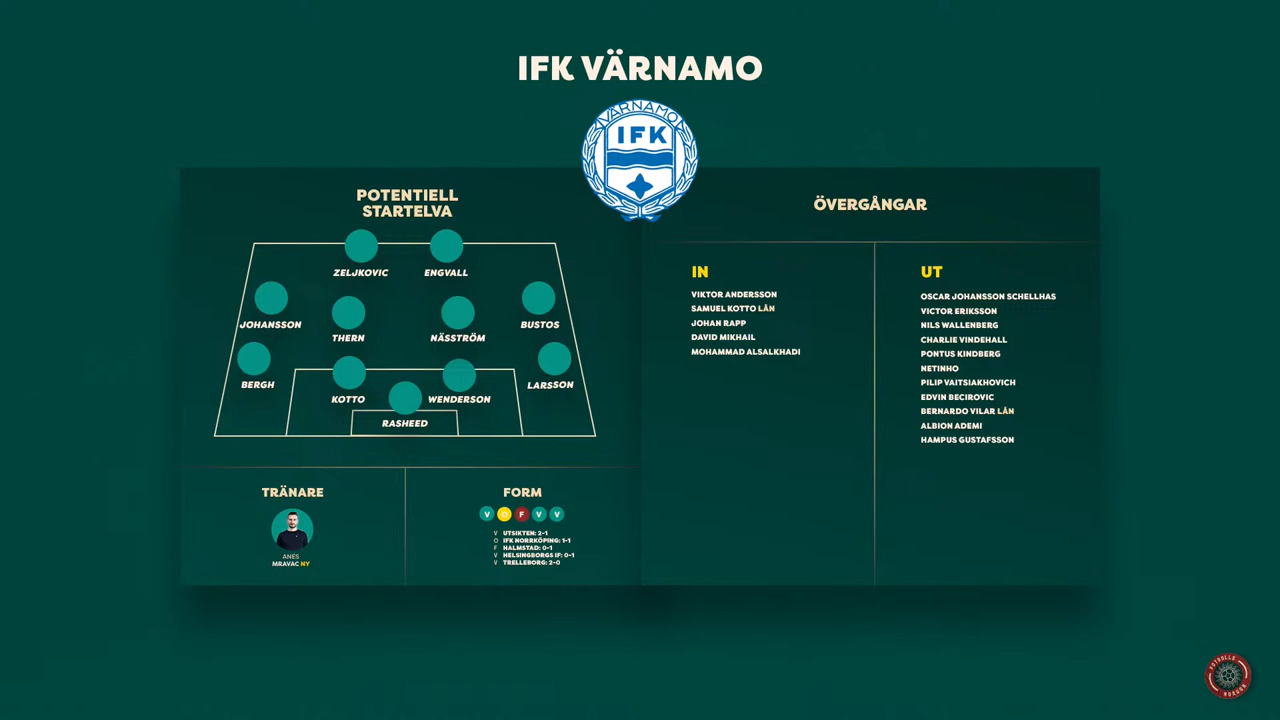 IFK VÄRNAMO
VÄRNAMO
IFK
POTENTIELL
STARTELVA
ZELJKOVIC
ENGVALL
JOHANSSON
THERN
NÄSSTRÖM
BUSTOS
BERGH
KOTTO
WENDERSON
LARSSON
RASHEED
TRÄNARE
ANES
MRAVAC NY
FORM
V O F V V
V UTSIKTEN: 2-1
O IFK NORRKÖPING: 1-1
F HALMSTAD: 0-1
V HELSINGBORGS IF: 0-1
V TRELLEBORG: 2-0
ÖVERGÅNGAR
IN
VIKTOR ANDERSSON
SAMUEL KOTTO LÅN
JOHAN RAPP
DAVID MIKHAIL
MOHAMMAD ALSALKHADI
UT
OSCAR JOHANSSON SCHELLHAS
VICTOR ERIKSSON
NILS WALLENBERG
CHARLIE VINDEHALL
PONTUS KINDBERG
NETINHO
PILIP VAITSIAKHOVICH
EDVIN BECIROVIC
BERNARDO VILAR LÅN
ALBION ADEMI
HAMPUS GUSTAFSSON